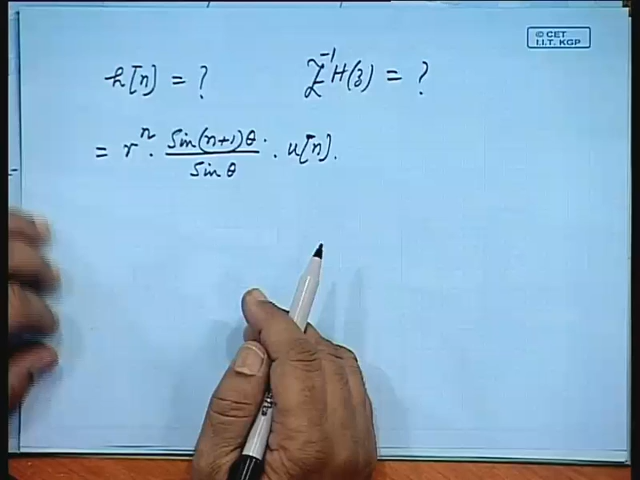 © CET
I.I.T. KGP
h[n] = ? Z⁻¹H(z) = ?
= rⁿ · Sin(n+1)θ / Sin θ · u[n].